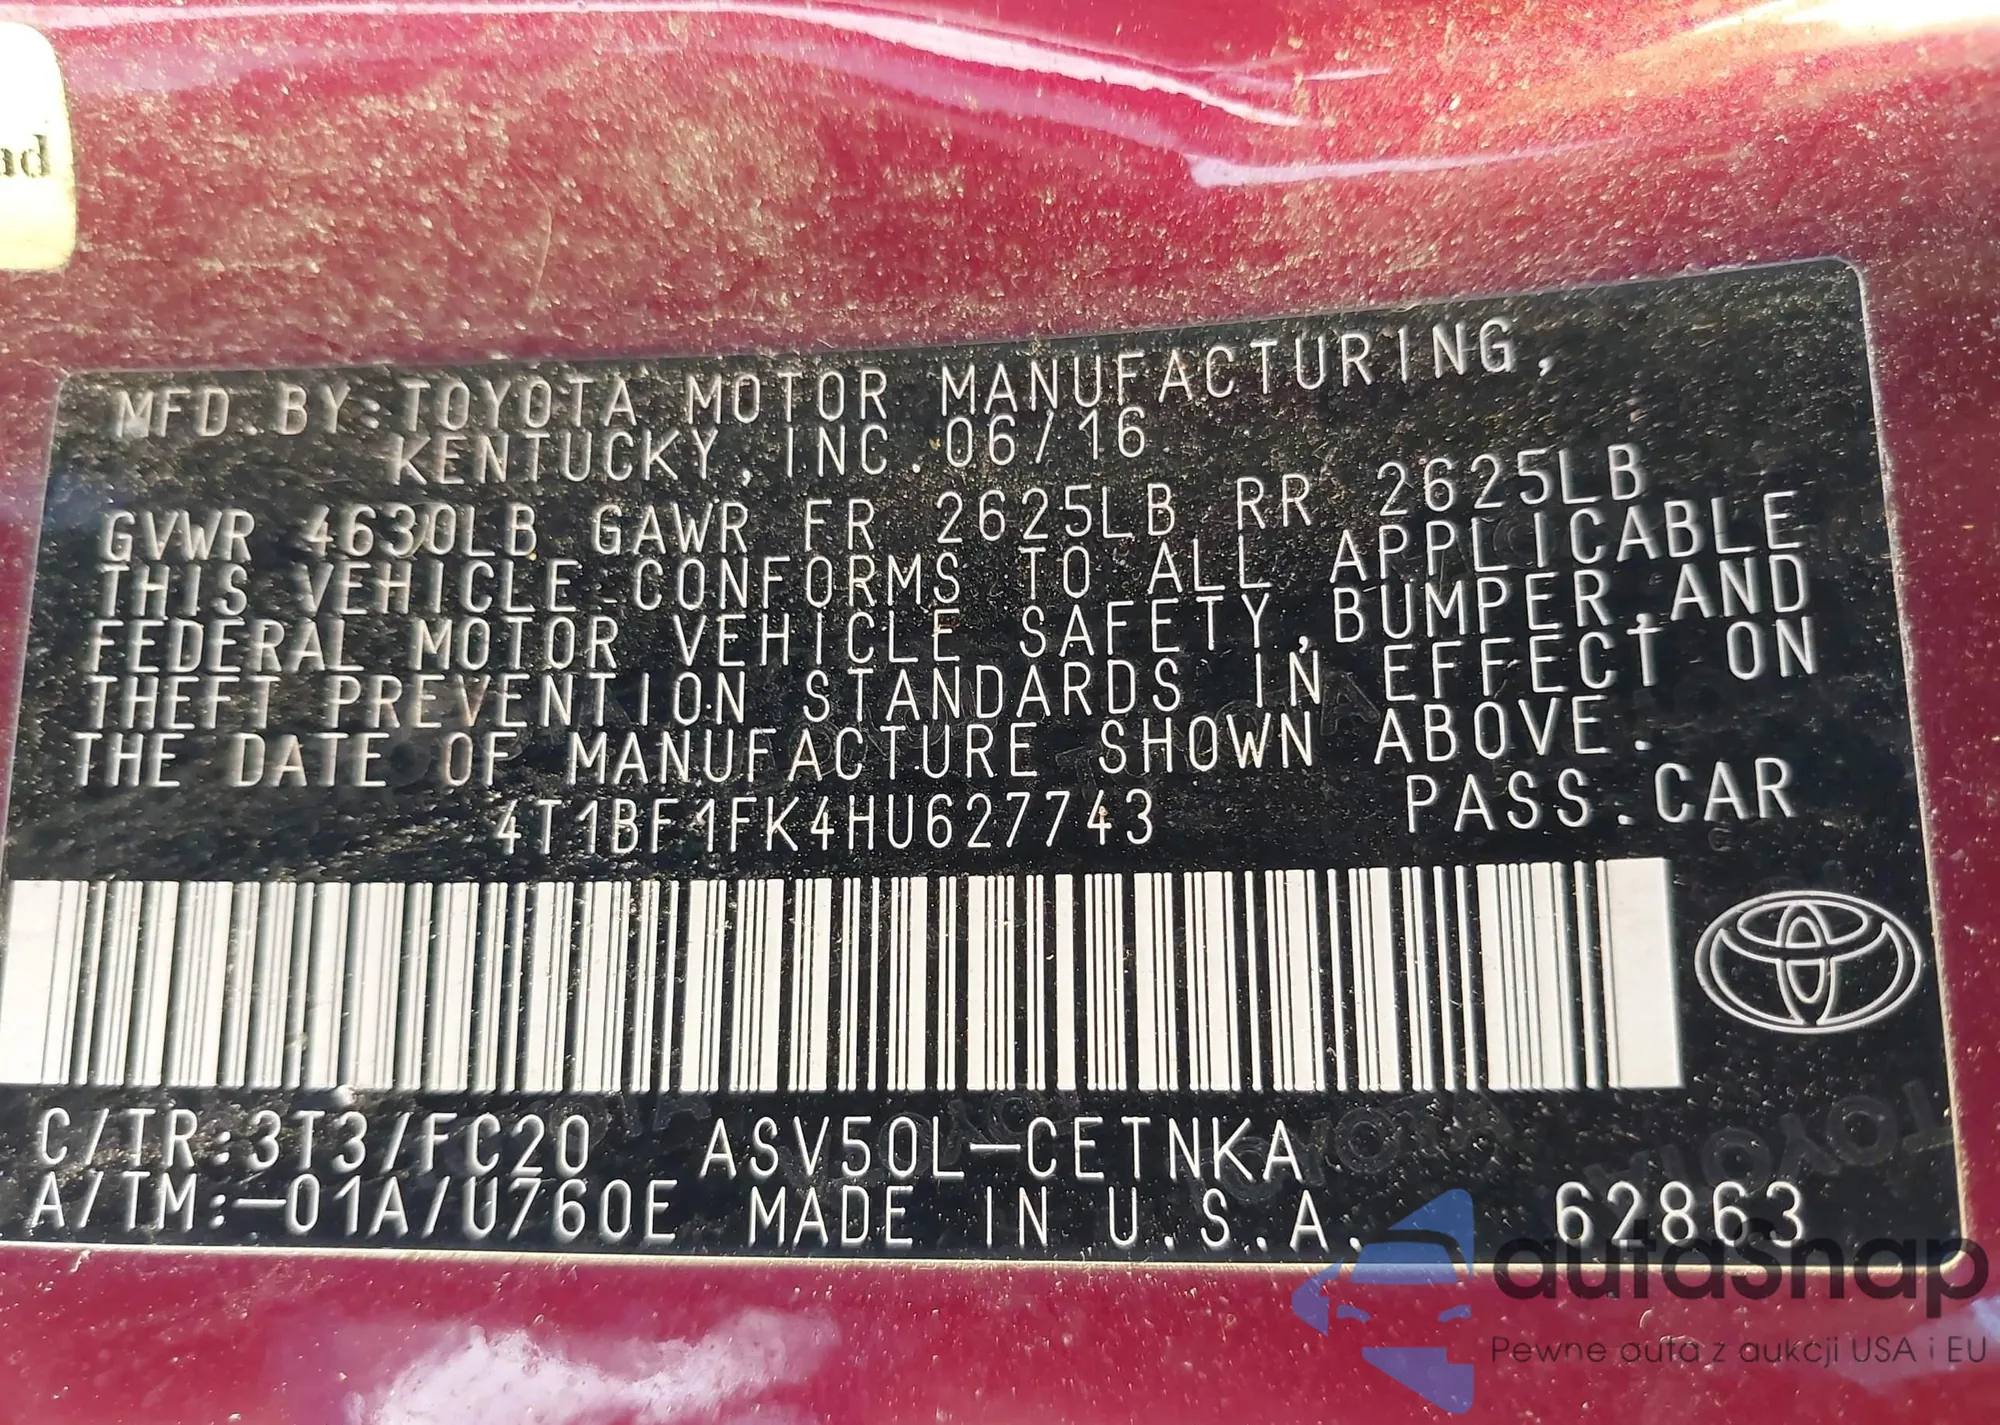 ad
MFD.BY:TOYOTA MOTOR MANUFACTURING,
KENTUCKY,INC 06/16
GVWR 4630LB GAWR FR 2625LB RR 2625LB
THIS VEHICLE CONFORMS TO ALL APPLICABLE
FEDERAL MOTOR VEHICLE SAFETY,BUMPER,AND
THEFT PREVENTION STANDARDS IN EFFECT ON
THE DATE OF MANUFACTURE SHOWN ABOVE.
4T1BF1FK4HU627743 PASS.CAR
C/TR:3T3/FC20 ASV50L-CETNKA
A/TM:-01A/U760E MADE IN U.S.A. 62863
autaSnap
Pewne auta z aukcji USA i EU